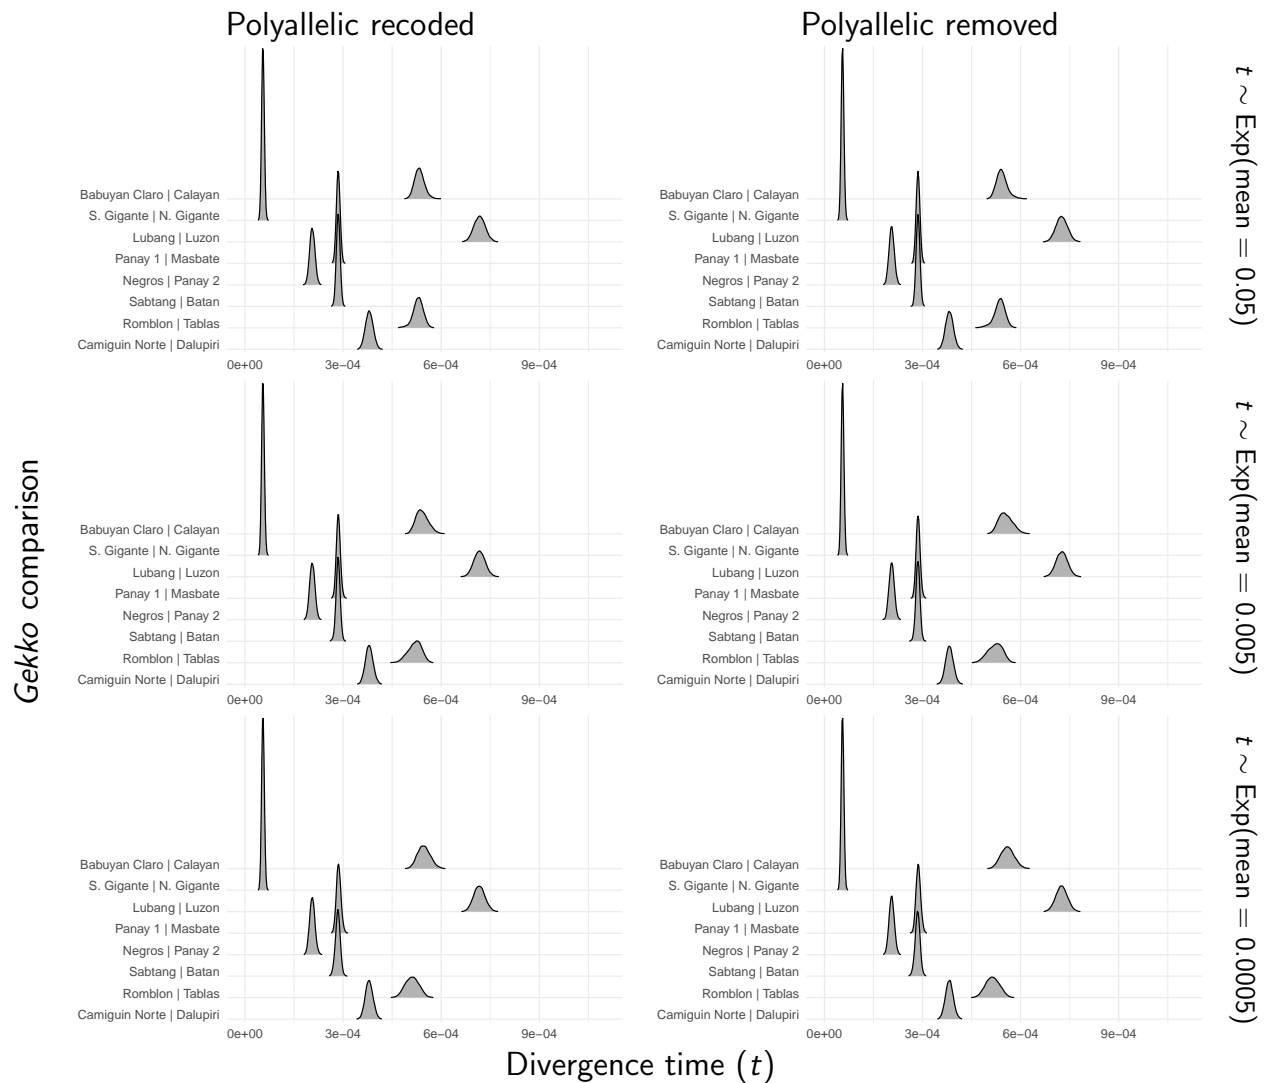 Polyallelic recoded
Polyallelic removed
Babuyan Claro | Calayan
S. Gigante | N. Gigante
Lubang | Luzon
Panay 1 | Masbate
Negros | Panay 2
Sabtang | Batan
Romblon | Tablas
Camiguin Norte | Dalupiri
0e+00 3e−04 6e−04 9e−04
Babuyan Claro | Calayan
S. Gigante | N. Gigante
Lubang | Luzon
Panay 1 | Masbate
Negros | Panay 2
Sabtang | Batan
Romblon | Tablas
Camiguin Norte | Dalupiri
0e+00 3e−04 6e−04 9e−04
t ∼ Exp(mean = 0.05)
Gekko comparison
Babuyan Claro | Calayan
S. Gigante | N. Gigante
Lubang | Luzon
Panay 1 | Masbate
Negros | Panay 2
Sabtang | Batan
Romblon | Tablas
Camiguin Norte | Dalupiri
0e+00 3e−04 6e−04 9e−04
Babuyan Claro | Calayan
S. Gigante | N. Gigante
Lubang | Luzon
Panay 1 | Masbate
Negros | Panay 2
Sabtang | Batan
Romblon | Tablas
Camiguin Norte | Dalupiri
0e+00 3e−04 6e−04 9e−04
t ∼ Exp(mean = 0.005)
Babuyan Claro | Calayan
S. Gigante | N. Gigante
Lubang | Luzon
Panay 1 | Masbate
Negros | Panay 2
Sabtang | Batan
Romblon | Tablas
Camiguin Norte | Dalupiri
0e+00 3e−04 6e−04 9e−04
Babuyan Claro | Calayan
S. Gigante | N. Gigante
Lubang | Luzon
Panay 1 | Masbate
Negros | Panay 2
Sabtang | Batan
Romblon | Tablas
Camiguin Norte | Dalupiri
0e+00 3e−04 6e−04 9e−04
t ∼ Exp(mean = 0.0005)
Divergence time (t)